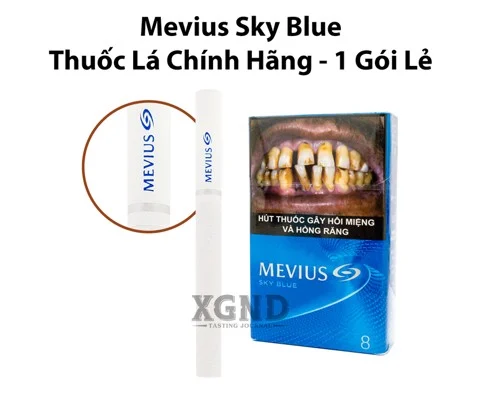 Mevius Sky Blue
Thuốc Lá Chính Hãng - 1 Gói Lẻ
MEVIUS
MEVIUS
HÚT THUỐC GÂY HÔI MIỆNG
VÀ HỎNG RĂNG
MEVIUS
SKY BLUE
XGND
TASTING JOURNAL
8